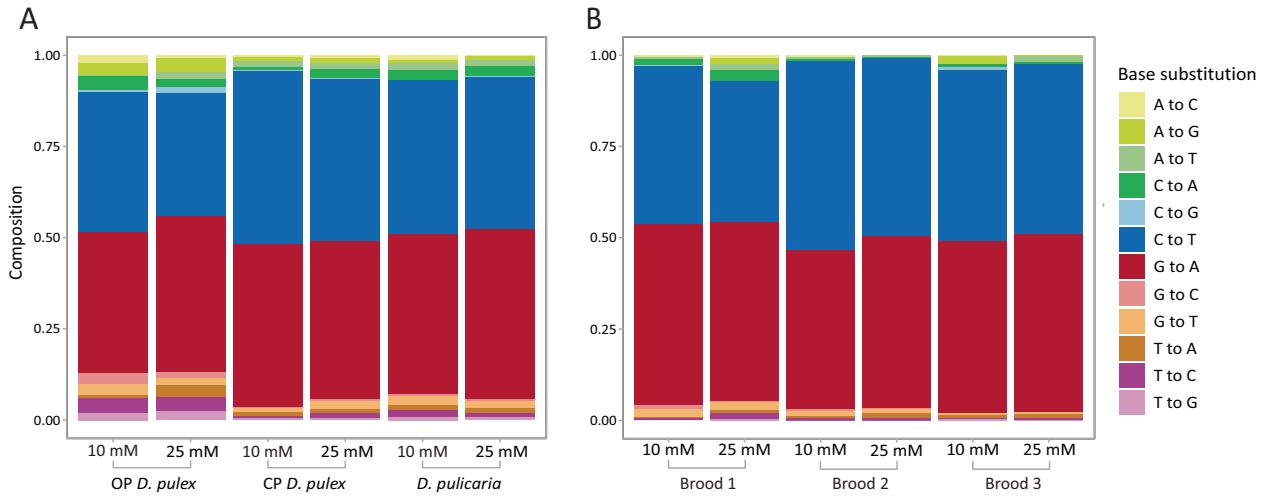 A
B
Composition
1.00
0.75
0.50
0.25
0.00
10 mM 25 mM 10 mM 25 mM 10 mM 25 mM
OP D. pulex CP D. pulex D. pulicaria
1.00
0.75
0.50
0.25
0.00
10 mM 25 mM 10 mM 25 mM 10 mM 25 mM
Brood 1 Brood 2 Brood 3
Base substitution
A to C
A to G
A to T
C to A
C to G
C to T
G to A
G to C
G to T
T to A
T to C
T to G